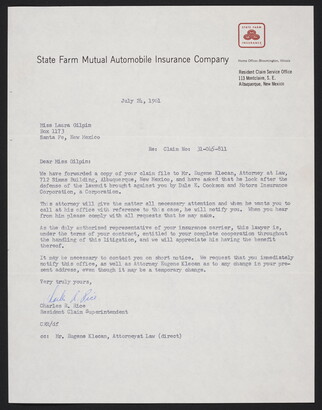 STATE FARM
INSURANCE
State Farm Mutual Automobile Insurance Company
Home Office: Bloomington, Illinois
Resident Claim Service Office
Albuquerque, New Mexico
July 24, 1961
Miss Laura Gilpin
Box 1173
Santa Fe, New Mexico
Re: Claim No: 31-045-811
Dear Miss Gilpin:
We have forwarded a copy of your claim file to Mr. Eugene Klecan, Attorney at Law,
712 Simms Building, Albuquerque, New Mexico, and have asked that he look after the
defense of the lawsuit brought against you by Dale E. Cookson and Motors Insurance
Corporation, a Corporation.
This attorney will give the matter all necessary attention and when he wants you to
call at his office with reference to this case, he will notify you. When you hear
from him please comply with all requests that he may make.
As the duly authorized representative of your insurance carrier, this lawyer is,
under the terms of your contract, entitled to your complete cooperation throughout
the handling of this litigation, and we will appreciate his having the benefit
thereof.
It may be necessary to contact you on short notice. We request that you immediately
notify this office, as well as Attorney Eugene Klecan as to any change in your pre-
sent address, even though it may be a temporary change.
Very truly yours,
Charles R. Rice
Resident Claim Superintendent
CRR/if
cc: Mr. Eugene Klecan, Attorneyat Law (direct)